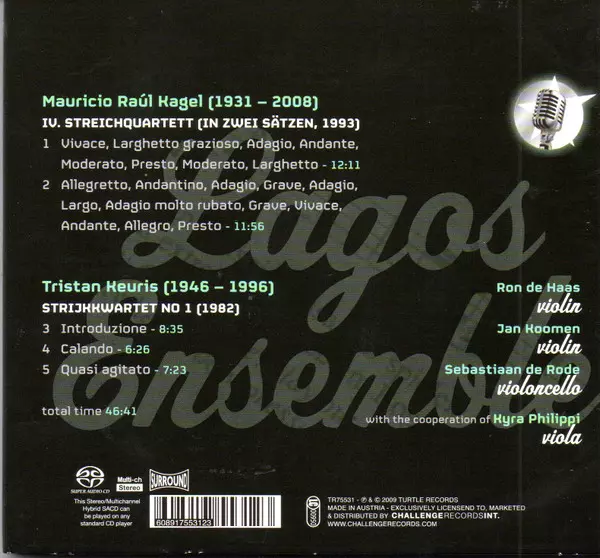 Mauricio Raúl Kagel (1931 – 2008)
IV. STREICHQUARTETT (IN ZWEI SÄTZEN, 1993)
1 Vivace, Larghetto grazioso, Adagio, Andante,
Moderato, Presto, Moderato, Larghetto - 12:11
2 Allegretto, Andantino, Adagio, Grave, Adagio,
Largo, Adagio molto rubato, Grave, Vivace,
Andante, Allegro, Presto - 11:56
Lagos
Ensemble
Tristan Keuris (1946 – 1996)
STRIJKKWARTET NO 1 (1982)
3 Introduzione - 8:35
4 Calando - 6:26
5 Quasi agitato - 7:23
total time 46:41
Ron de Haas
violin
Jan Koomen
violin
Sebastiaan de Rode
violoncello
with the cooperation of Kyra Philippi
viola
SUPER AUDIO CD
Multi-ch
Stereo
SURROUND
This Stereo/Multichannel
Hybrid SACD can
be played on any
standard CD player
608917553123
TR75531 - ℗ & © 2009 TURTLE RECORDS
MADE IN AUSTRIA - EXCLUSIVELY LICENSEND TO, MARKETED
& DISTRIBUTED BY CHALLENGERECORDSINT.
WWW.CHALLENGERECORDS.COM